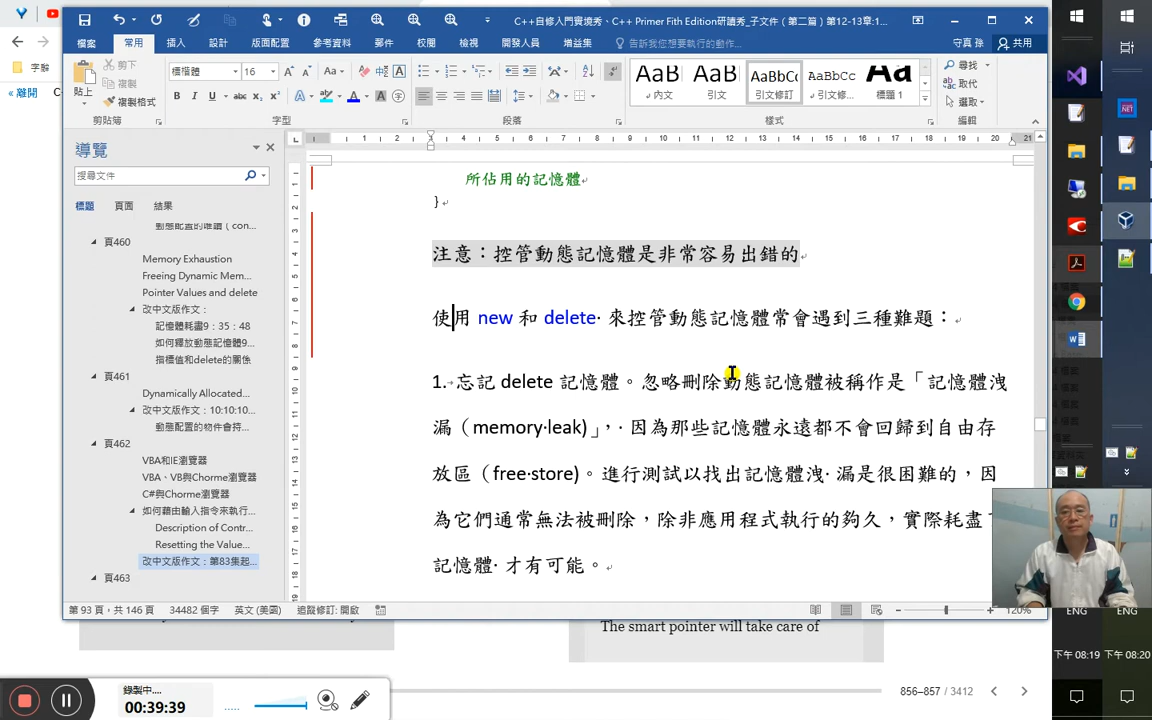 C++自修入門實境秀、C++ Primer Fith Edition研讀秀_子文件（第二篇）12-13章:1...
檔案 常用 插入 設計 版面配置 參考資料 郵件 校閱 檢視 開發人員 增益集 告訴我您想要執行的動作... 守真 孫 共用
字齡
« 離開
貼上
剪下
複製
複製格式
剪貼簿
楷標體 16
字型
段落
AaB AaB AaBbCc AaBbCc AaBb
內文 引文 引文修訂 引文修... 標題 1
樣式
尋找
取代
選取
編輯
導覽
搜尋文件
標題 頁面 結果
動態配置的唯讀（con...
頁460
Memory Exhaustion
Freeing Dynamic Mem...
Pointer Values and delete
改中文版作文：
記憶體耗盡9：35：48
如何釋放動態記憶體9...
指標值和delete的關係
頁461
Dynamically Allocated...
改中文版作文：10:10:10...
動態配置的物件會持...
頁462
VBA和IE瀏覽器
VBA、VB與Chorme瀏覽器
C#與Chorme瀏覽器
如何藉由輸入指令來執行...
Description of Contr...
Resetting the Value...
改中文版作文：第83集起...
頁463
所佔用的記憶體
}
注意：控管動態記憶體是非常容易出錯的
使用 new 和 delete· 來控管動態記憶體常會遇到三種難題：
1. 忘記 delete 記憶體。忽略刪除動態記憶體被稱作是「記憶體洩
漏（memory·leak)」，· 因為那些記憶體永遠都不會回歸到自由存
放區（free·store)。進行測試以找出記憶體洩· 漏是很困難的，因
為它們通常無法被刪除，除非應用程式執行的夠久，實際耗盡了
記憶體· 才有可能。
第 93 頁，共 146 頁 34482 個字 英文 (美國) 追蹤修訂: 開啟 120%
The smart pointer will take care of
856–857 / 3412
錄製中....
00:39:39
ENG ENG
下午 08:19 下午 08:20